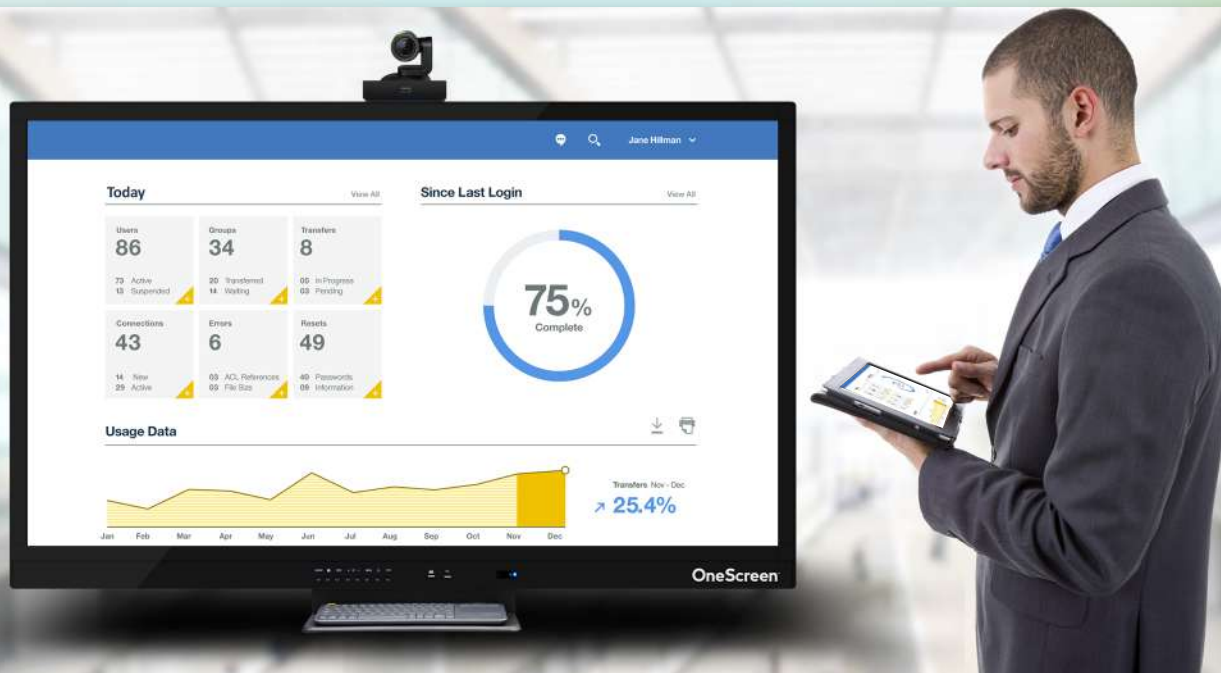 Jane Hillman
Today
View All
Since Last Login
View All
Users
86
73 Active
13 Suspended
Groups
34
20 Transferred
14 Waiting
Transfers
8
05 In Progress
03 Pending
Connections
43
14 New
29 Active
Errors
6
03 ACL References
03 File Size
Resets
49
40 Passwords
09 Information
75%
Complete
Usage Data
Transfers Nov - Dec
25.4%
Jan Feb Mar Apr May Jun Jul Aug Sep Oct Nov Dec
OneScreen